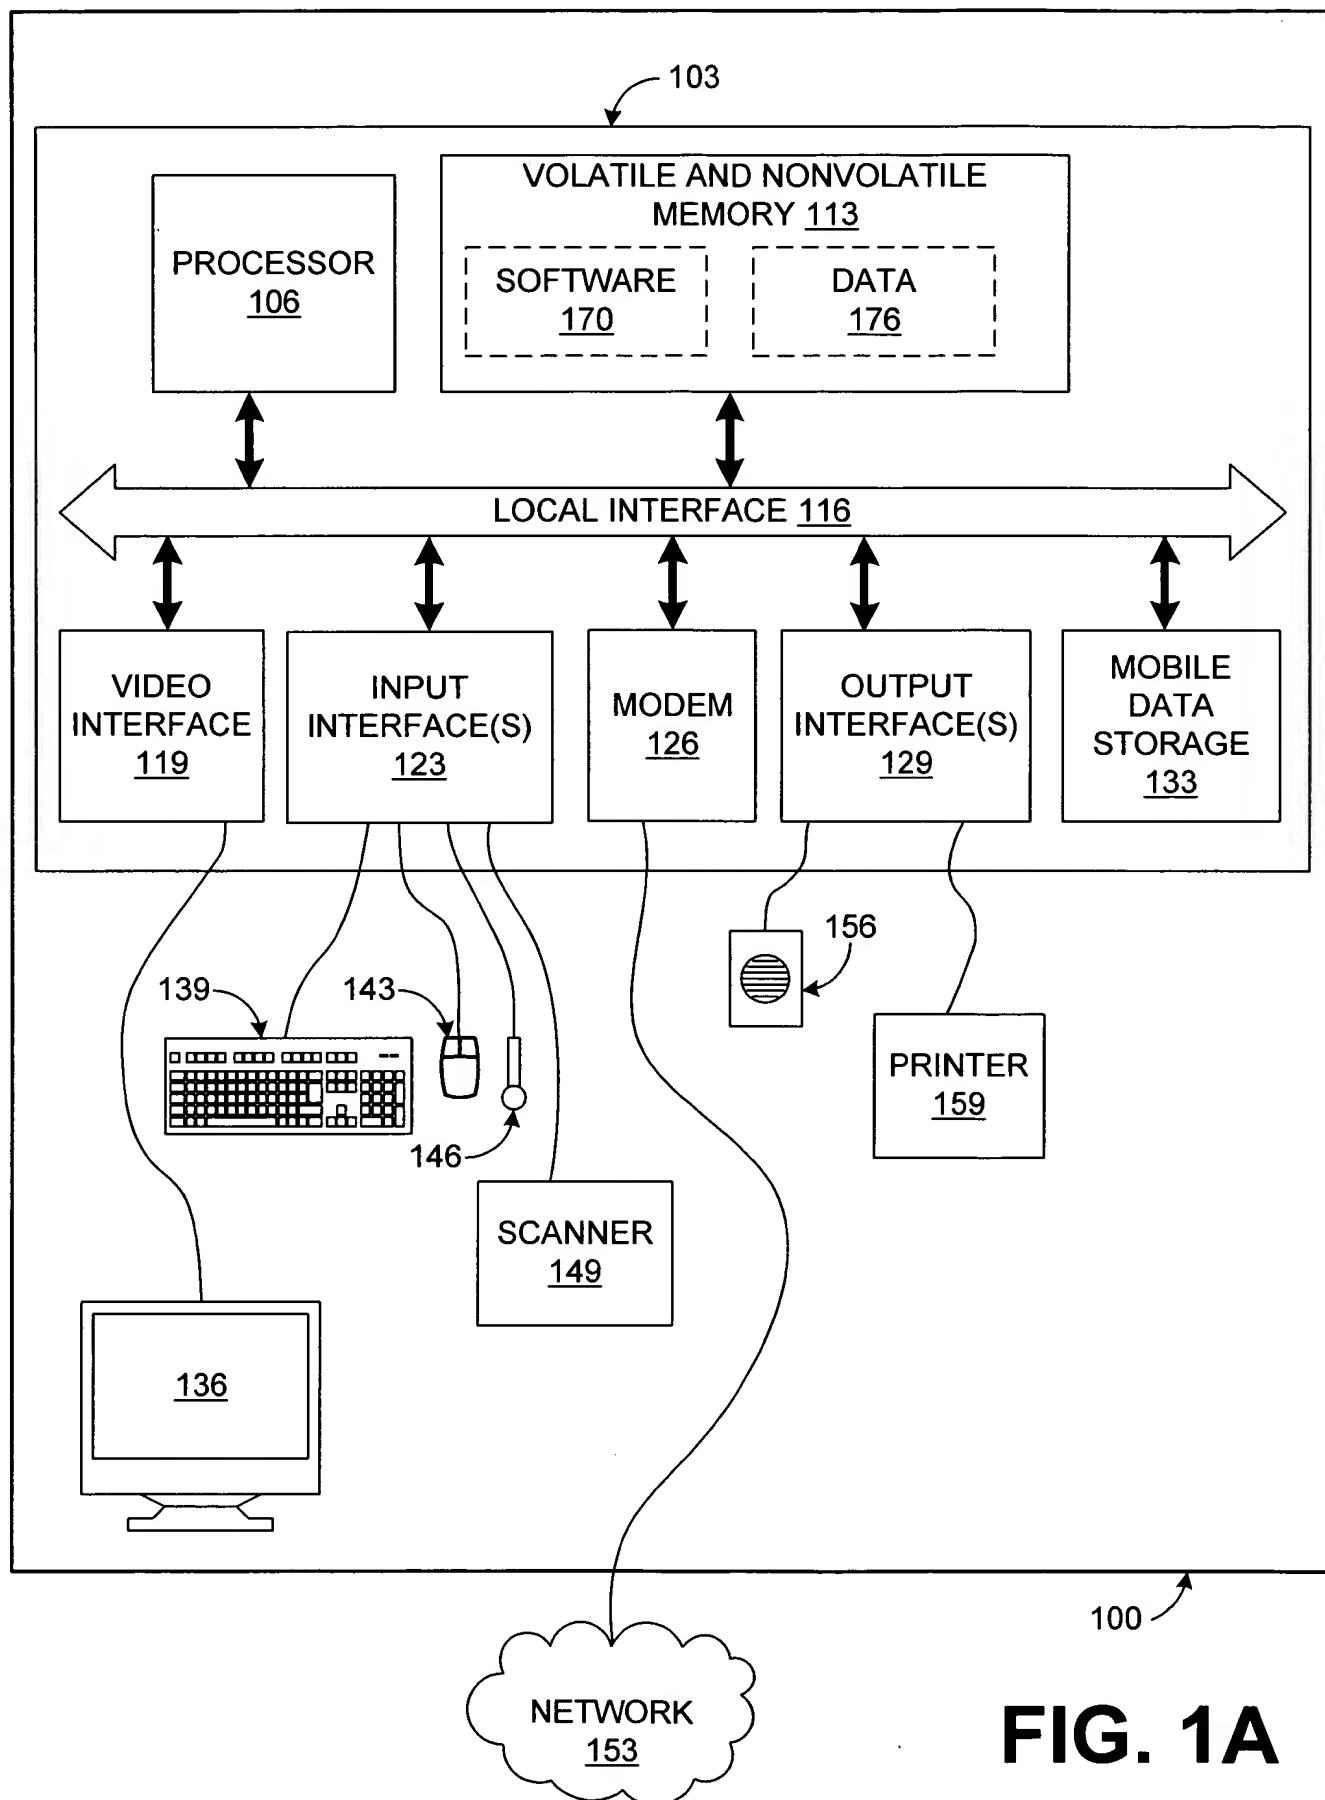 103
VOLATILE AND NONVOLATILE
MEMORY 113
PROCESSOR
106
SOFTWARE
170
DATA
176
LOCAL INTERFACE 116
VIDEO
INTERFACE
119
INPUT
INTERFACE(S)
123
MODEM
126
OUTPUT
INTERFACE(S)
129
MOBILE
DATA
STORAGE
133
156
139
143
146
PRINTER
159
SCANNER
149
136
100
NETWORK
153
FIG. 1A